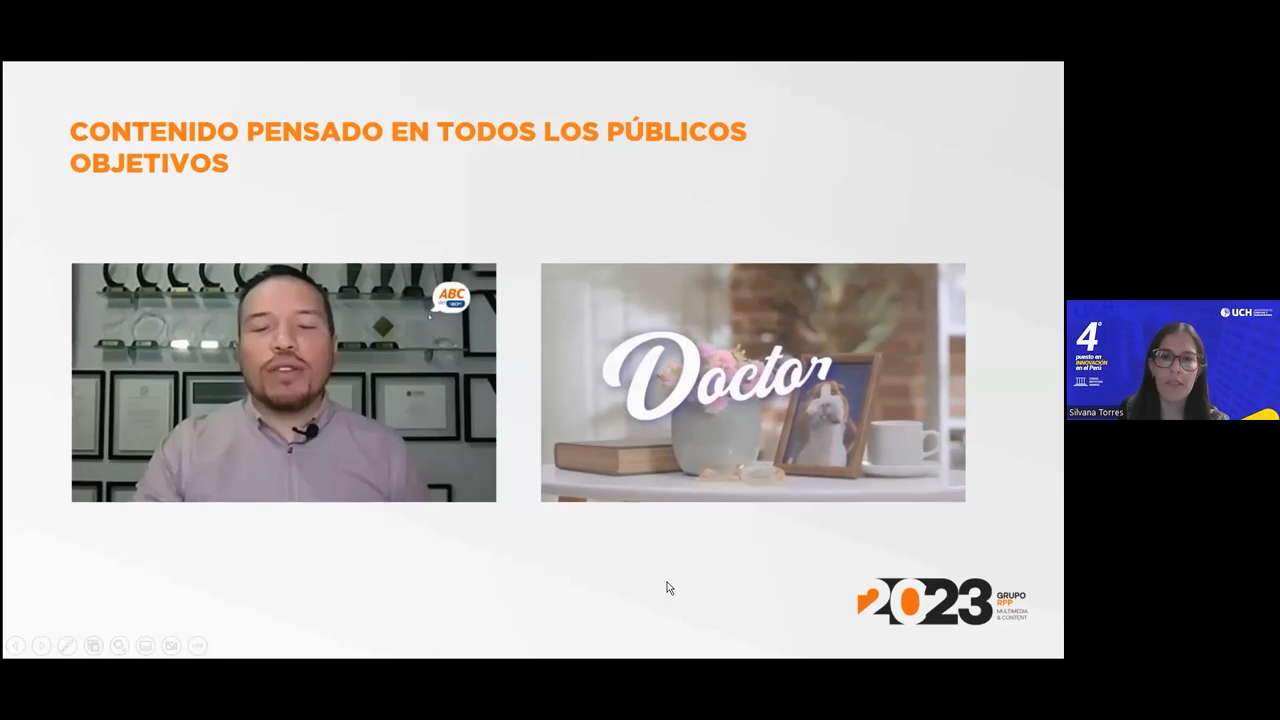 CONTENIDO PENSADO EN TODOS LOS PÚBLICOS
OBJETIVOS
ABC
Doctor
2023
GRUPO
RPP
MULTIMEDIA
& CONTENT
UCH
4°
puesto en
INNOVACIÓN
en el Perú
Silvana Torres